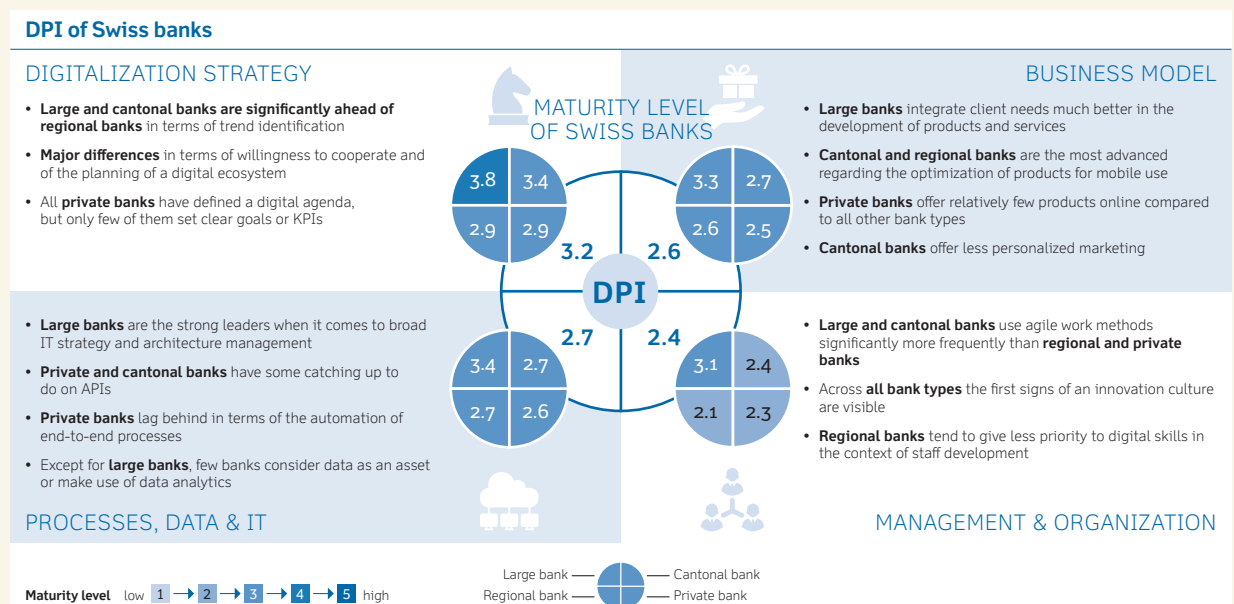 DPI of Swiss banks
DIGITALIZATION STRATEGY
• Large and cantonal banks are significantly ahead of
regional banks in terms of trend identification
• Major differences in terms of willingness to cooperate and
of the planning of a digital ecosystem
• All private banks have defined a digital agenda,
but only few of them set clear goals or KPIs
MATURITY LEVEL
OF SWISS BANKS
BUSINESS MODEL
• Large banks integrate client needs much better in the
development of products and services
• Cantonal and regional banks are the most advanced
regarding the optimization of products for mobile use
• Private banks offer relatively few products online compared
to all other bank types
• Cantonal banks offer less personalized marketing
3.8 3.4
2.9 2.9
3.2
3.3 2.7
2.6 2.5
2.6
DPI
2.7
3.4 2.7
2.7 2.6
2.4
3.1 2.4
2.1 2.3
• Large banks are the strong leaders when it comes to broad
IT strategy and architecture management
• Private and cantonal banks have some catching up to
do on APIs
• Private banks lag behind in terms of the automation of
end-to-end processes
• Except for large banks, few banks consider data as an asset
or make use of data analytics
PROCESSES, DATA & IT
• Large and cantonal banks use agile work methods
significantly more frequently than regional and private
banks
• Across all bank types the first signs of an innovation culture
are visible
• Regional banks tend to give less priority to digital skills in
the context of staff development
MANAGEMENT & ORGANIZATION
Maturity level low 1 2 3 4 5 high
Large bank Cantonal bank
Regional bank Private bank